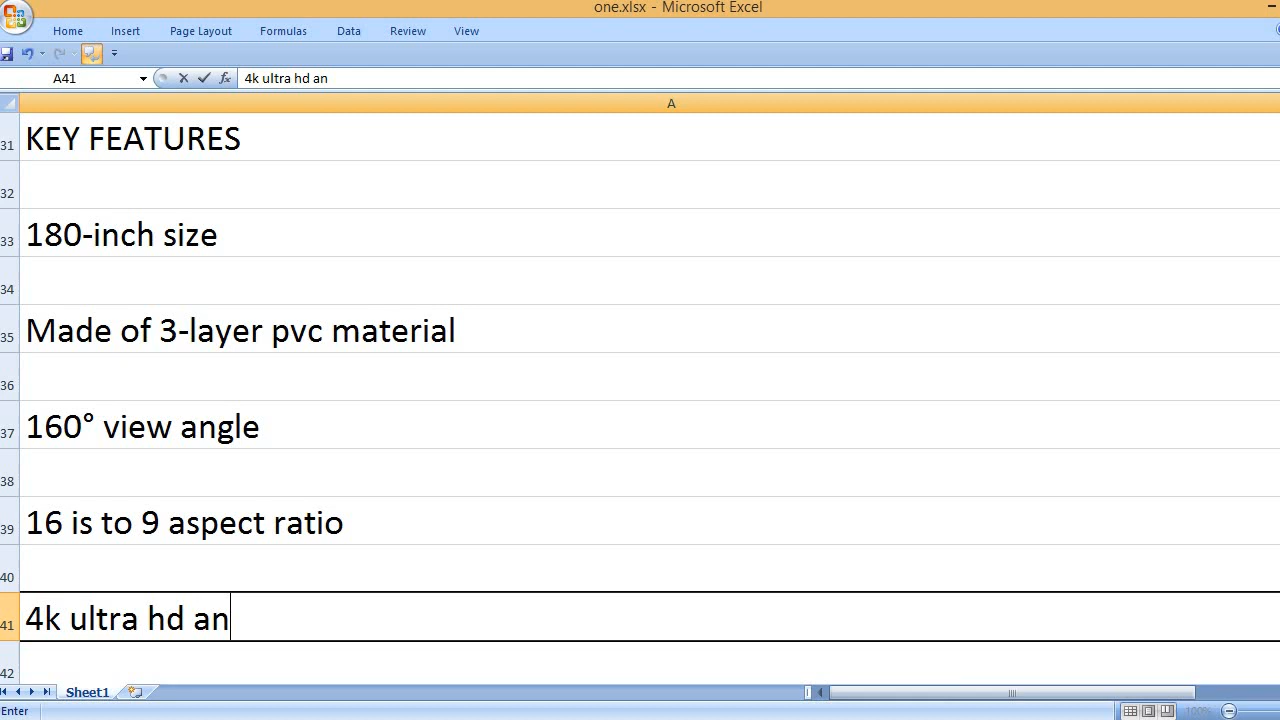 one.xlsx - Microsoft Excel
Home Insert Page Layout Formulas Data Review View
A41 fx 4k ultra hd an
A
31 KEY FEATURES
32
33 180-inch size
34
35 Made of 3-layer pvc material
36
37 160° view angle
38
39 16 is to 9 aspect ratio
40
41 4k ultra hd an
42
Sheet1
Enter 100%